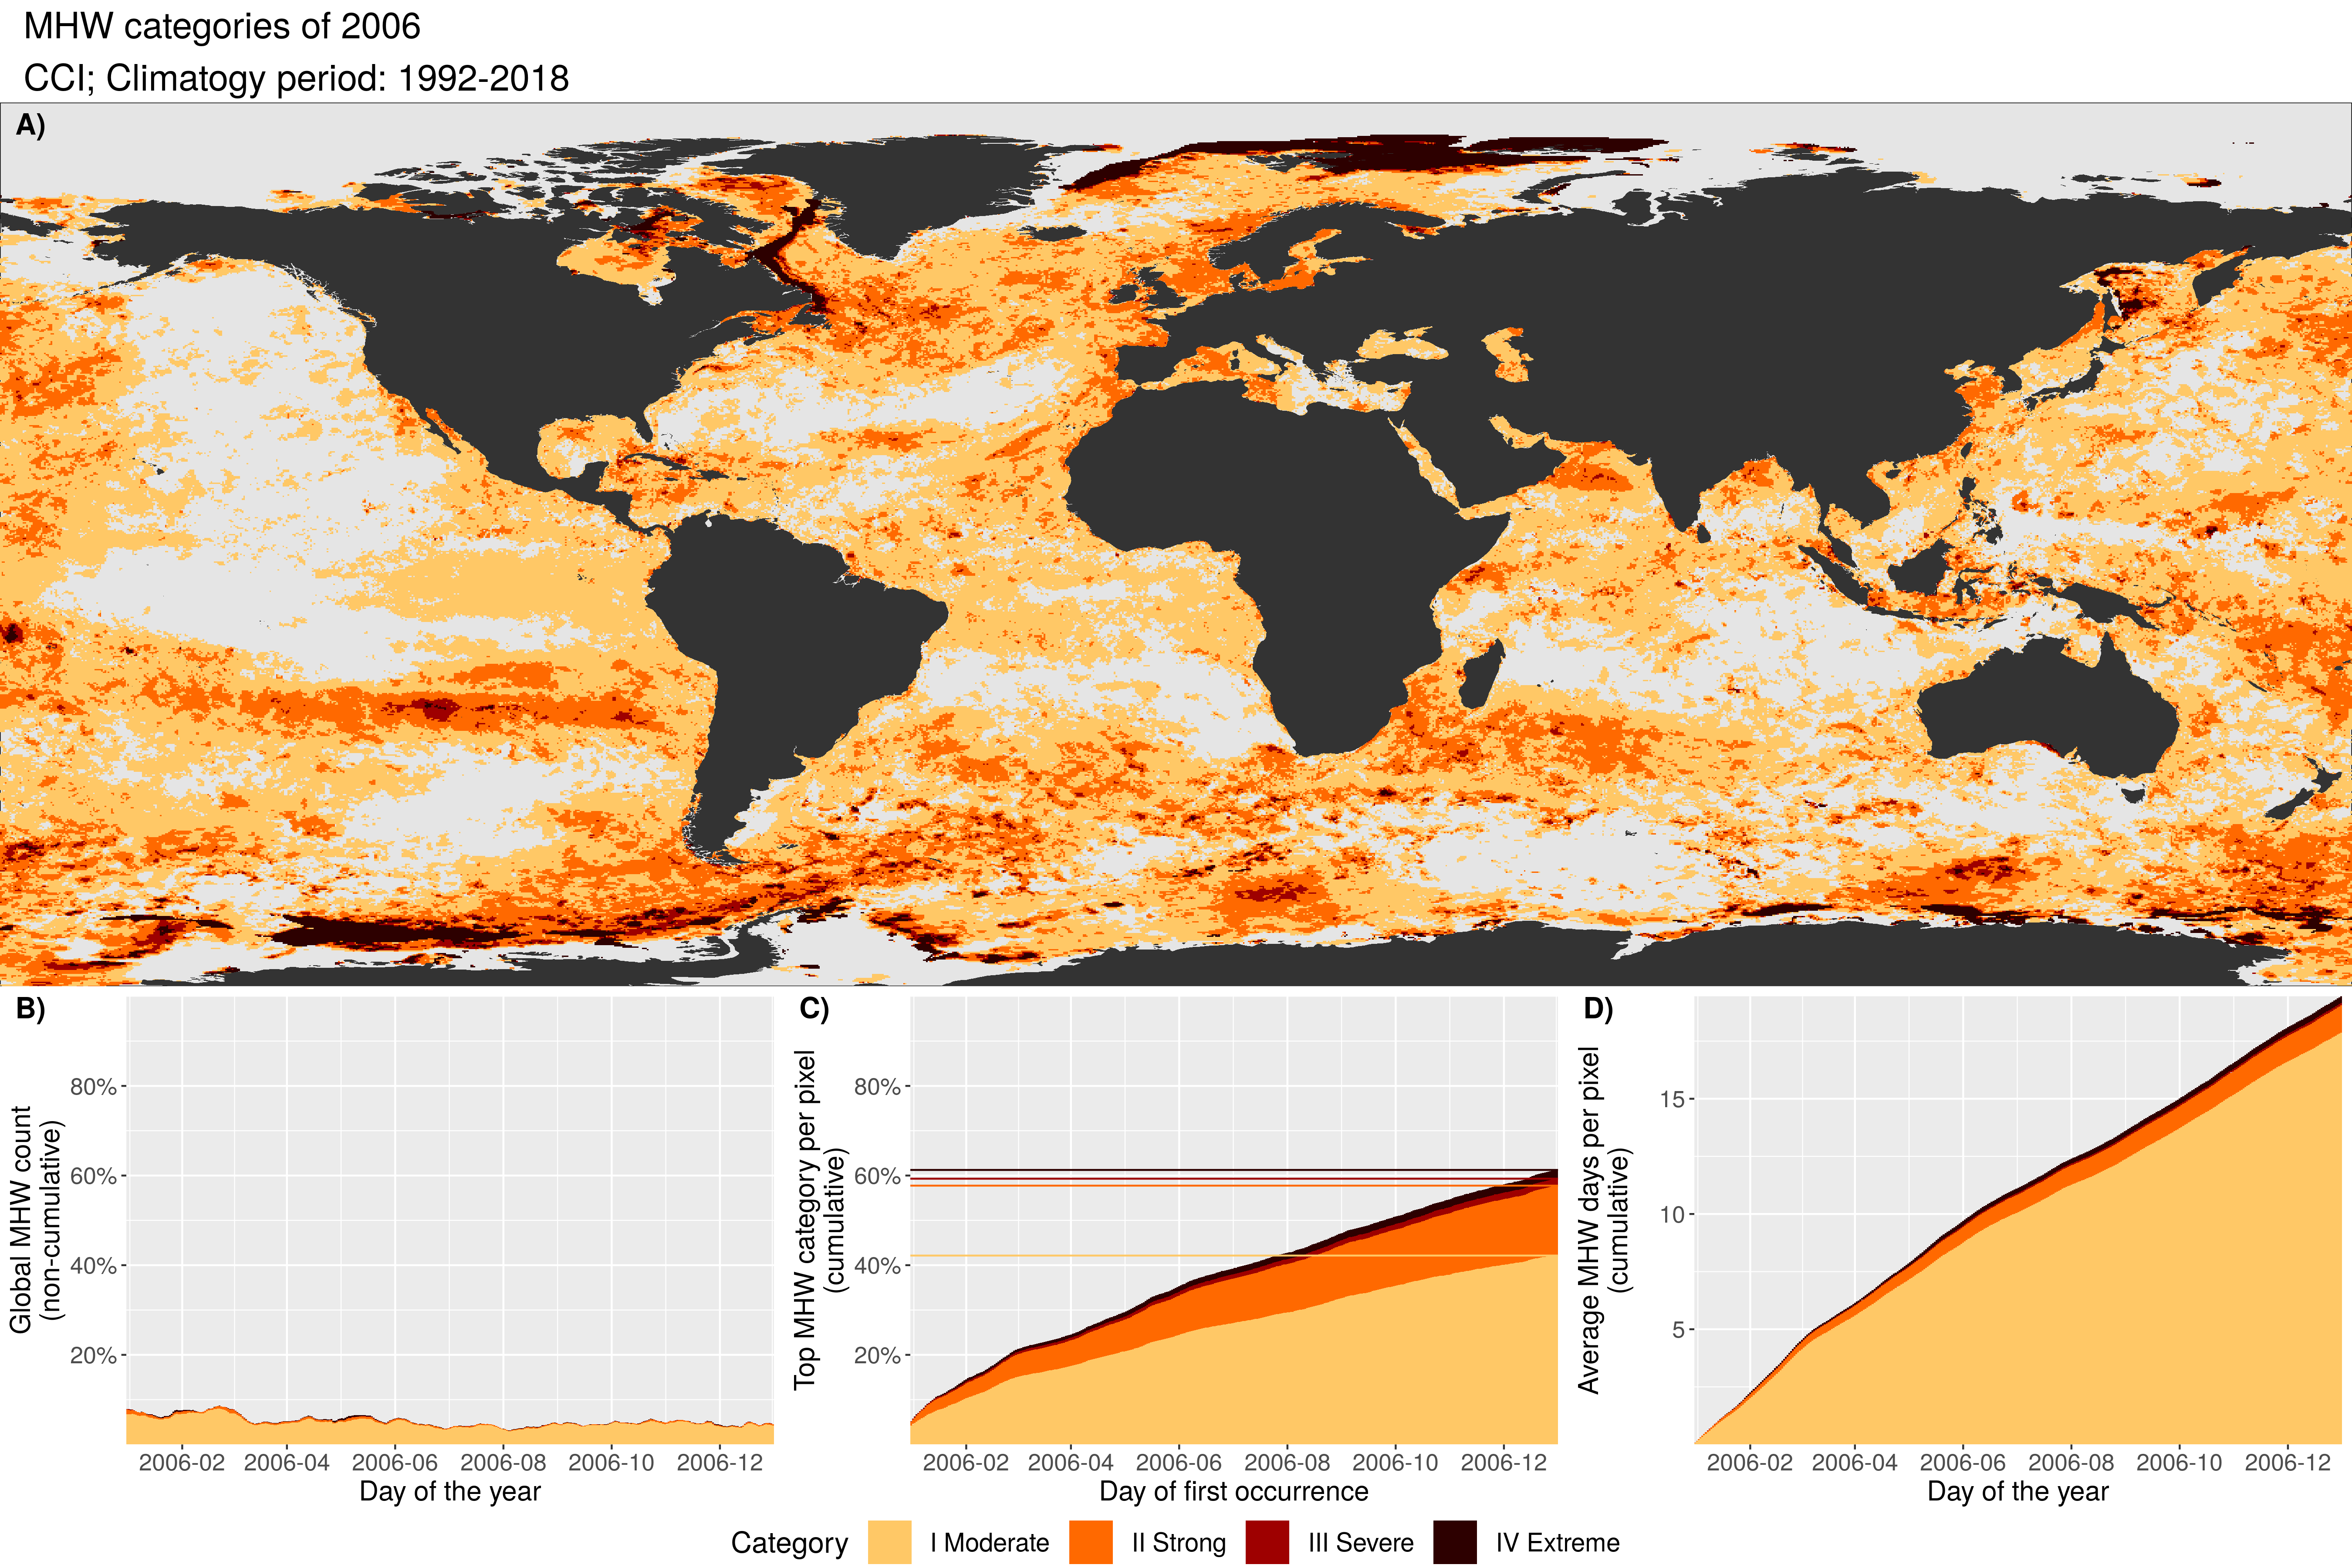 MHW categories of 2006
CCI; Climatogy period: 1992-2018
A)
B)
Global MHW count
(non-cumulative)
80%
60%
40%
20%
2006-02 2006-04 2006-06 2006-08 2006-10 2006-12
Day of the year
C)
Top MHW category per pixel
(cumulative)
80%
60%
40%
20%
2006-02 2006-04 2006-06 2006-08 2006-10 2006-12
Day of first occurrence
D)
Average MHW days per pixel
(cumulative)
15
10
5
2006-02 2006-04 2006-06 2006-08 2006-10 2006-12
Day of the year
Category I Moderate II Strong III Severe IV Extreme